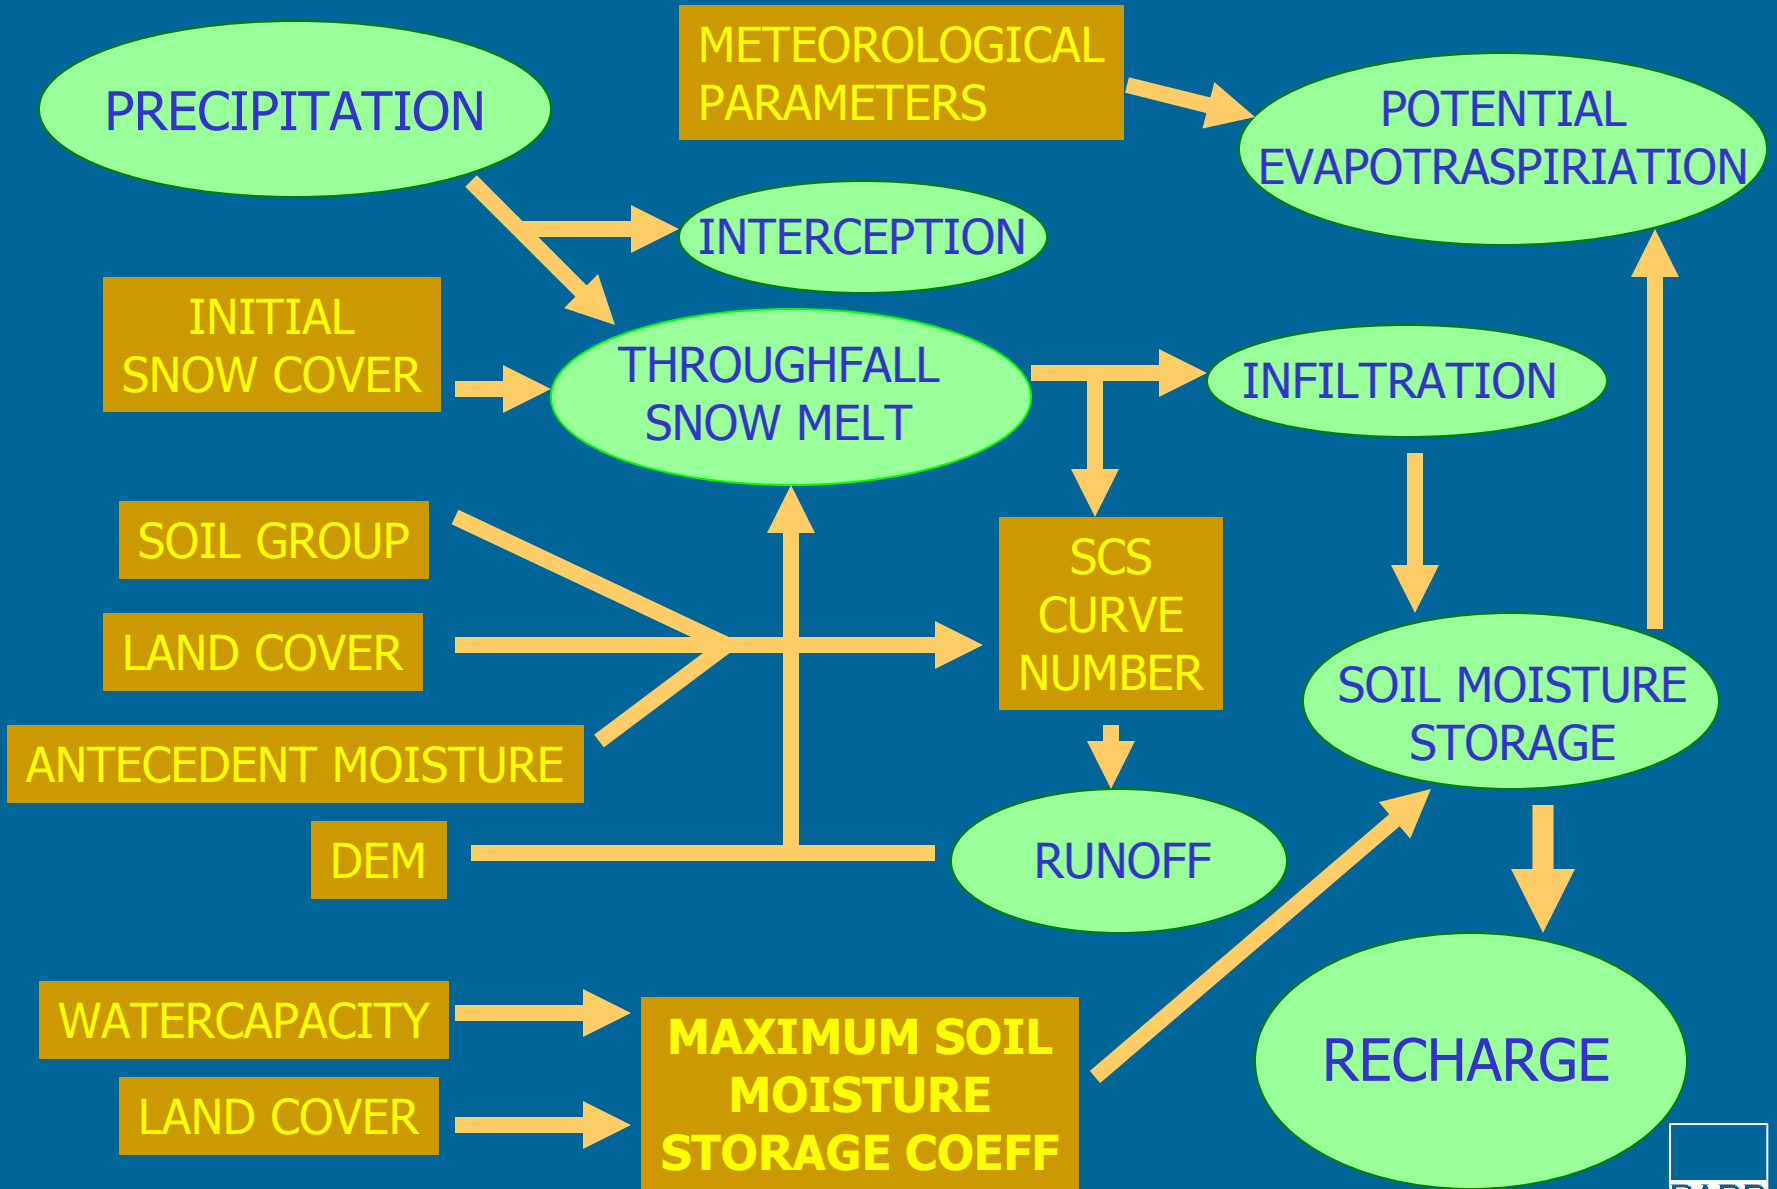 PRECIPITATION
METEOROLOGICAL
PARAMETERS
POTENTIAL
EVAPOTRASPIRIATION
INTERCEPTION
INITIAL
SNOW COVER
THROUGHFALL
SNOW MELT
INFILTRATION
SOIL GROUP
LAND COVER
ANTECEDENT MOISTURE
DEM
SCS
CURVE
NUMBER
RUNOFF
SOIL MOISTURE
STORAGE
WATERCAPACITY
LAND COVER
MAXIMUM SOIL
MOISTURE
STORAGE COEFF
RECHARGE